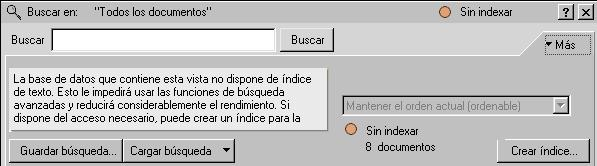 Buscar en: "Todos los documentos" Sin indexar ?
Buscar Buscar Más
La base de datos que contiene esta vista no dispone de índice
de texto. Esto le impedirá usar las funciones de búsqueda
avanzadas y reducirá considerablemente el rendimiento. Si
dispone del acceso necesario, puede crear un índice para la
Mantener el orden actual (ordenable)
Sin indexar
8 documentos
Guardar búsqueda... Cargar búsqueda Crear índice...